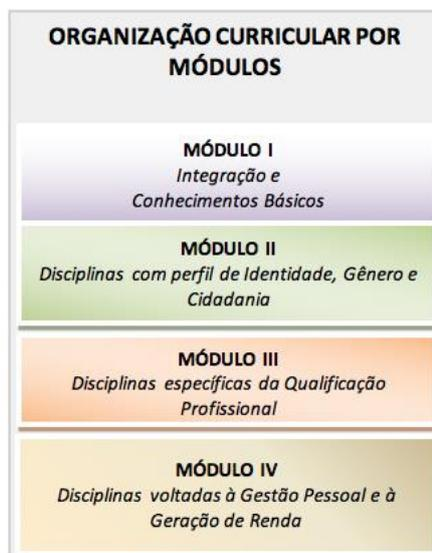 ORGANIZAÇÃO CURRICULAR POR
MÓDULOS
MÓDULO I
Integração e
Conhecimentos Básicos
MÓDULO II
Disciplinas com perfil de Identidade, Gênero e
Cidadania
MÓDULO III
Disciplinas específicas da Qualificação
Profissional
MÓDULO IV
Disciplinas voltadas à Gestão Pessoal e à
Geração de Renda